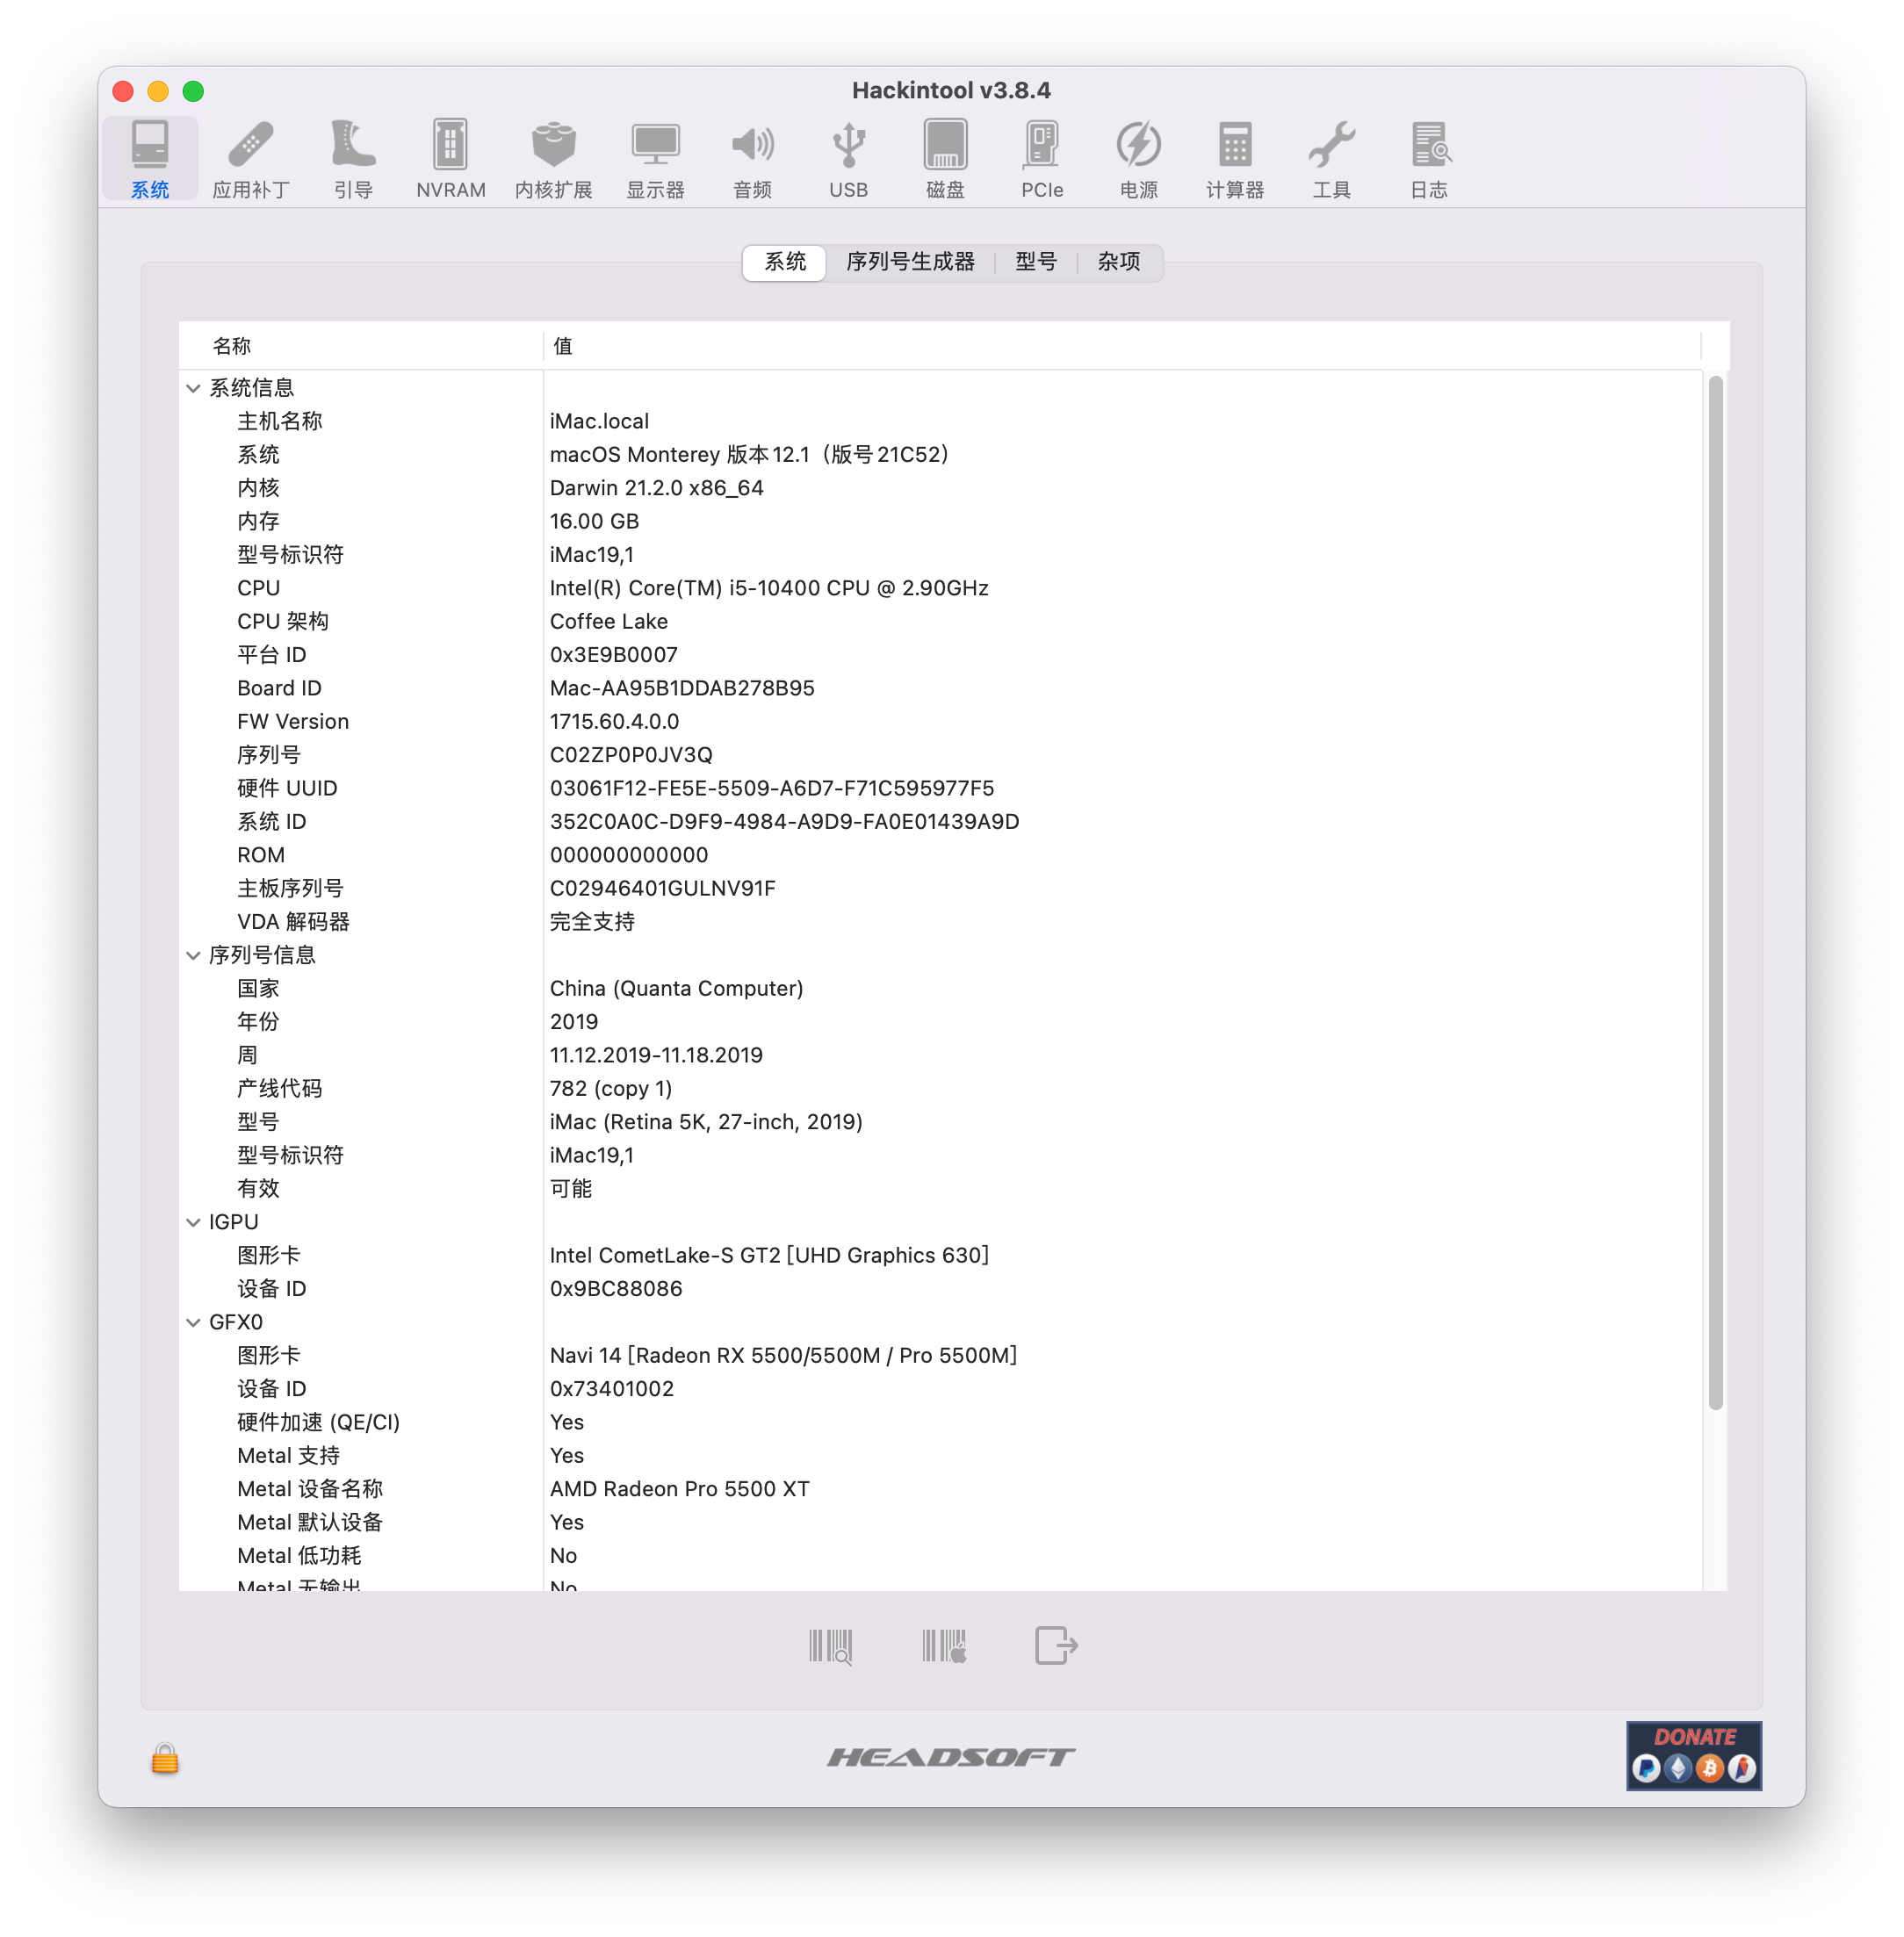 Hackintool v3.8.4
系统 应用补丁 引导 NVRAM 内核扩展 显示器 音频 USB 磁盘 PCIe 电源 计算器 工具 日志
系统 序列号生成器 型号 杂项
名称 值
系统信息
主机名称 iMac.local
系统 macOS Monterey 版本12.1（版号21C52）
内核 Darwin 21.2.0 x86_64
内存 16.00 GB
型号标识符 iMac19,1
CPU Intel(R) Core(TM) i5-10400 CPU @ 2.90GHz
CPU 架构 Coffee Lake
平台 ID 0x3E9B0007
Board ID Mac-AA95B1DDAB278B95
FW Version 1715.60.4.0.0
序列号 C02ZP0P0JV3Q
硬件 UUID 03061F12-FE5E-5509-A6D7-F71C595977F5
系统 ID 352C0A0C-D9F9-4984-A9D9-FA0E01439A9D
ROM 000000000000
主板序列号 C02946401GULNV91F
VDA 解码器 完全支持
序列号信息
国家 China (Quanta Computer)
年份 2019
周 11.12.2019-11.18.2019
产线代码 782 (copy 1)
型号 iMac (Retina 5K, 27-inch, 2019)
型号标识符 iMac19,1
有效 可能
IGPU
图形卡 Intel CometLake-S GT2 [UHD Graphics 630]
设备 ID 0x9BC88086
GFX0
图形卡 Navi 14 [Radeon RX 5500/5500M / Pro 5500M]
设备 ID 0x73401002
硬件加速 (QE/CI) Yes
Metal 支持 Yes
Metal 设备名称 AMD Radeon Pro 5500 XT
Metal 默认设备 Yes
Metal 低功耗 No
Metal 无输出 No
HEADSOFT
DONATE